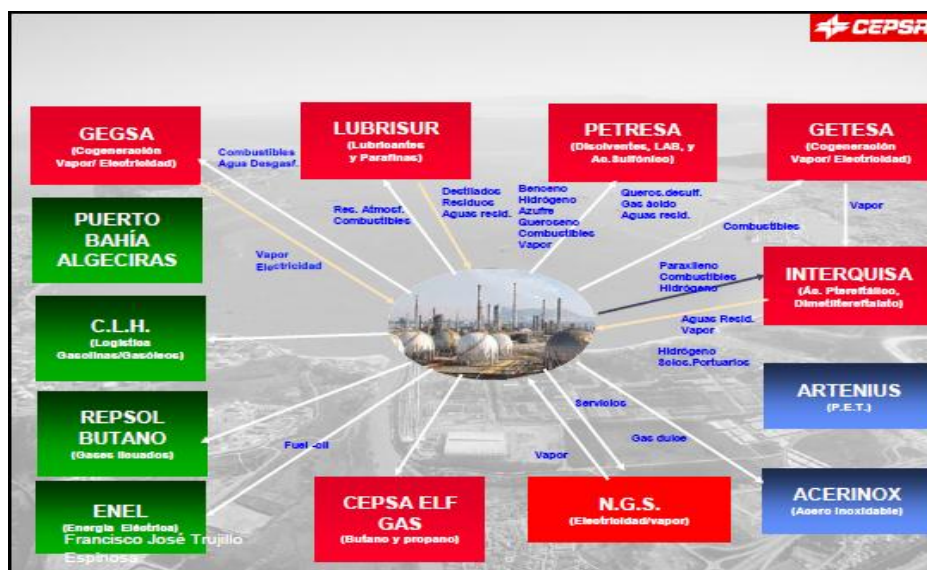 CEPSA
GEGSA
(Cogeneración
Vapor/ Electricidad)
LUBRISUR
(Lubricantes
y Parafinas)
PETRESA
(Disolventes, LAB, y
Ac.Sulfónico)
GETESA
(Cogeneración
Vapor/ Electricidad)
Combustibles
Agua Desgasf.
Res. Atmosf.
Combustibles
Destilados
Residuos
Aguas resid.
Benceno
Hidrógeno
Azufre
Queroseno
Combustibles
Vapor
Queros.desulf.
Gas ácido
Aguas resid.
Combustibles
Vapor
PUERTO
BAHÍA
ALGECIRAS
Vapor
Electricidad
Paraxileno
Combustibles
Hidrógeno
INTERQUISA
(Ác. Ptereftálico,
Dimetiltereftalato)
C.L.H.
(Logística
Gasolinas/Gasóleos)
Aguas Resid.
Vapor
Hidrógeno
Solos.Portuarios
ARTENIUS
(P.E.T.)
REPSOL
BUTANO
(Gases licuados)
Fuel -oil
Servicios
Gas dulce
Vapor
ENEL
(Energía Eléctrica)
Francisco José Trujillo
Espinosa
CEPSA ELF
GAS
(Butano y propano)
N.G.S.
(Electricidad/vapor)
ACERINOX
(Acero Inoxidable)